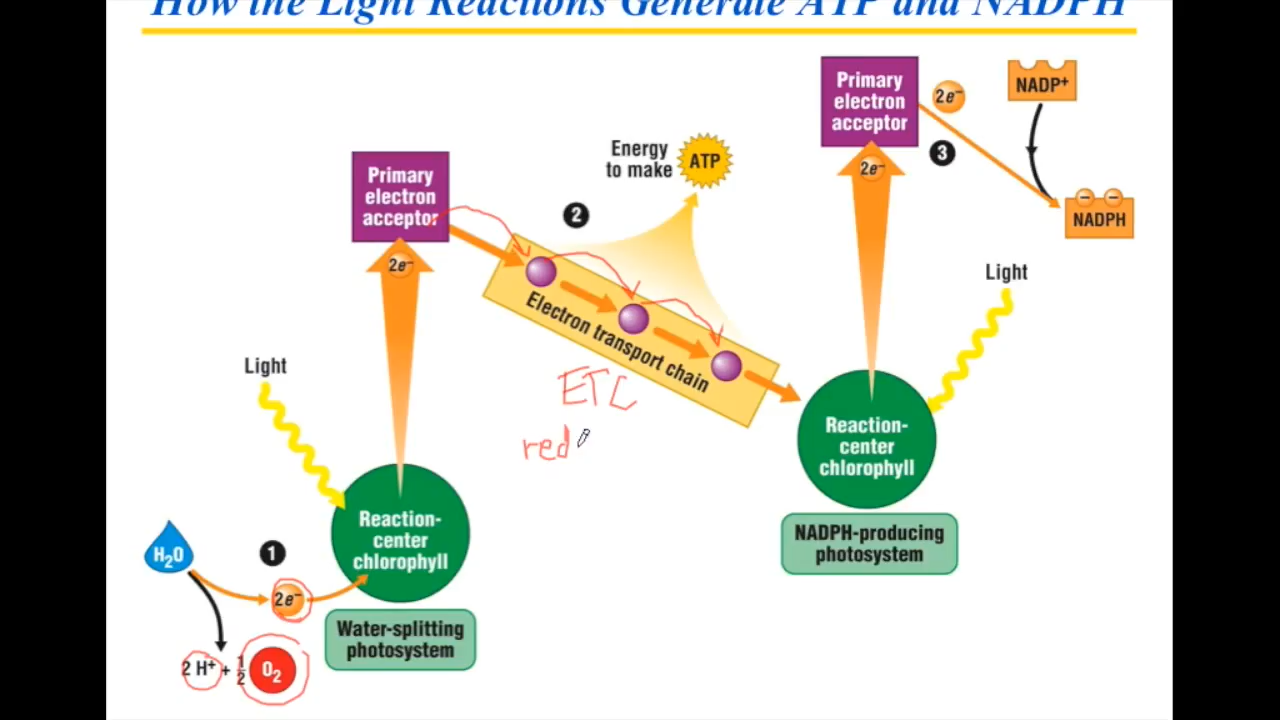 How the Light Reactions Generate ATP and NADPH
Primary
electron
acceptor
2e⁻
NADP⁺
3
2e⁻
− −
NADPH
Energy
to make
ATP
2
Primary
electron
acceptor
2e⁻
Electron transport chain
ETC
red
Light
Light
Reaction-
center
chlorophyll
NADPH-producing
photosystem
Reaction-
center
chlorophyll
Water-splitting
photosystem
H₂O
1
2e⁻
2 H⁺ + ½ O₂